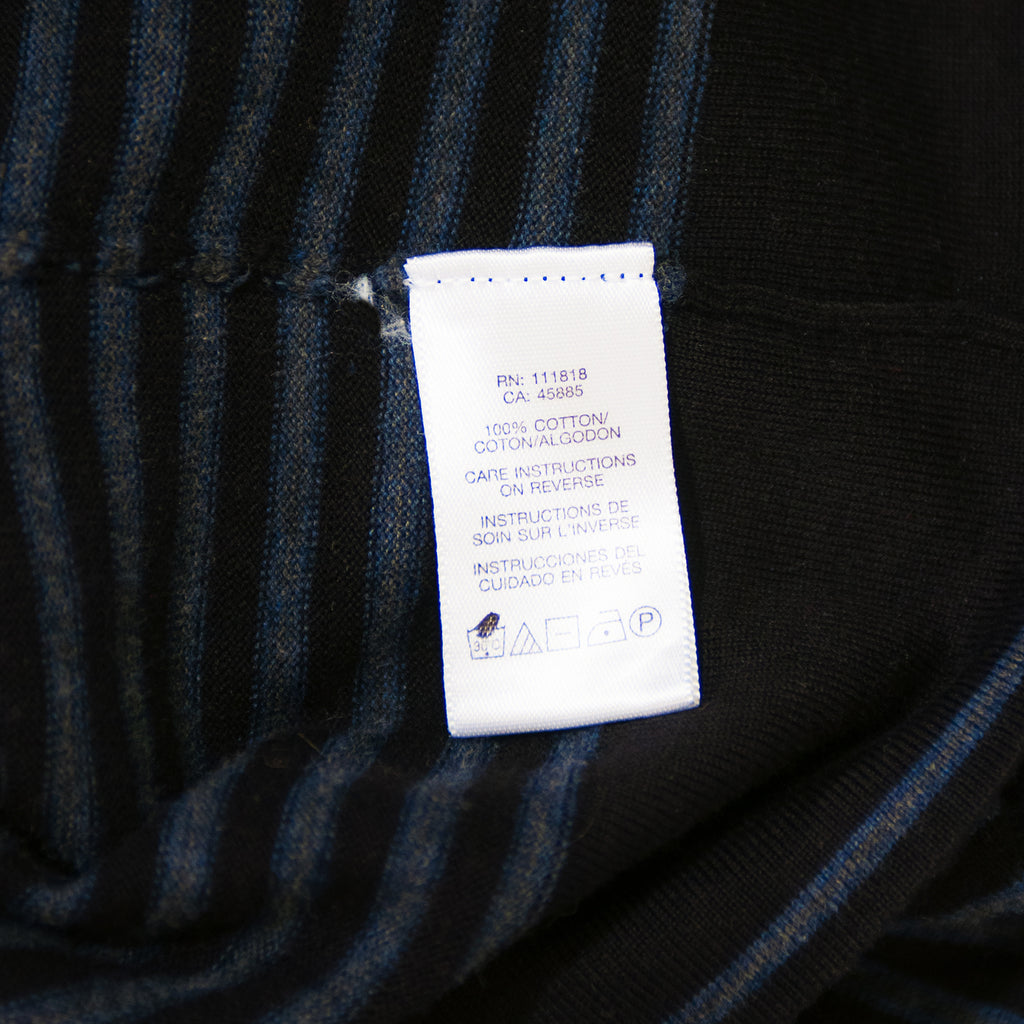 RN: 111818
CA: 45885
100% COTTON/
COTON/ALGODON
CARE INSTRUCTIONS
ON REVERSE
INSTRUCTIONS DE
SOIN SUR L'INVERSE
INSTRUCCIONES DEL
CUIDADO EN REVÉS
30°C P